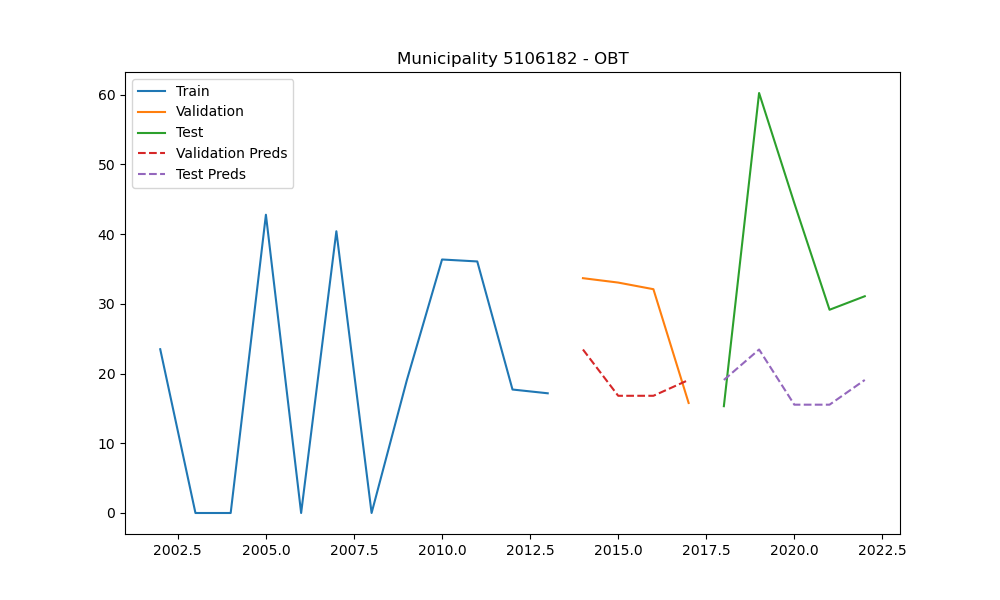 Municipality 5106182 - OBT
Train
Validation
Test
Validation Preds
Test Preds
60
50
40
30
20
10
0
2002.5 2005.0 2007.5 2010.0 2012.5 2015.0 2017.5 2020.0 2022.5